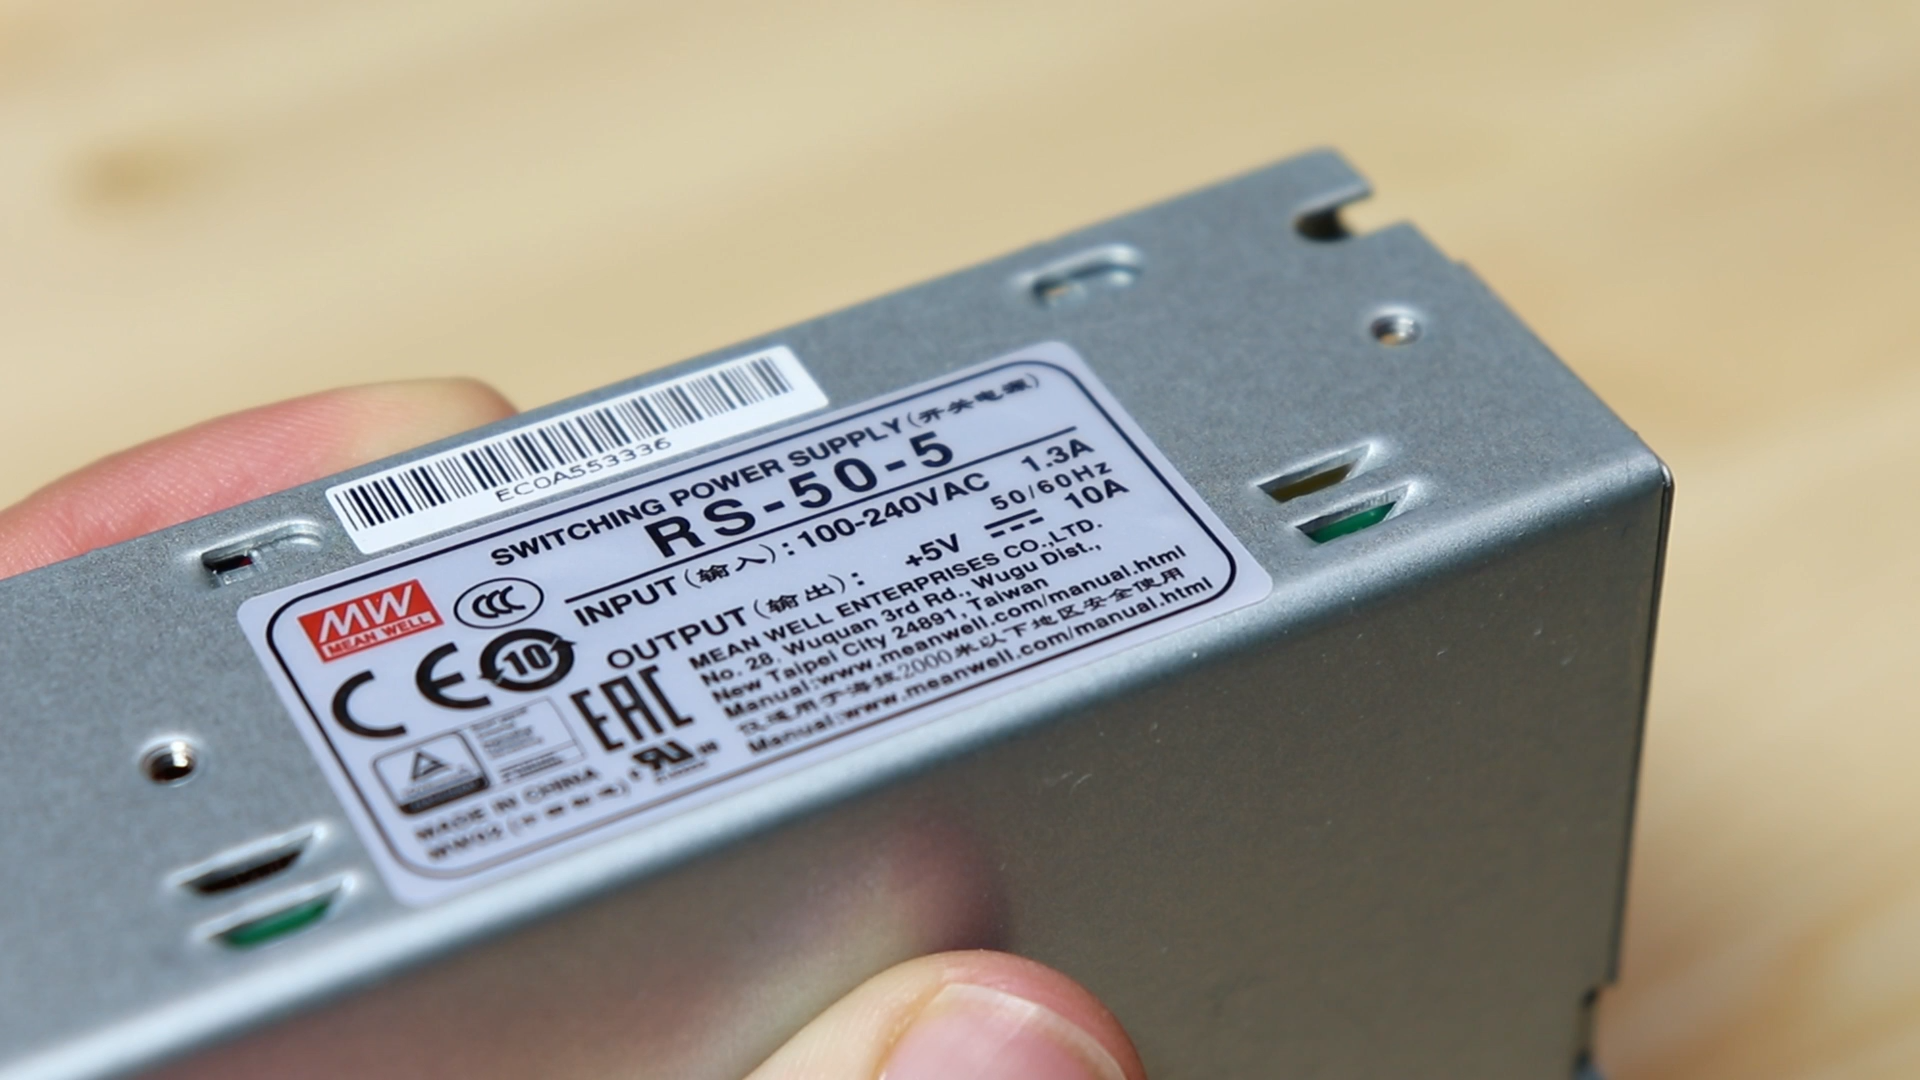 EC0A553336
SWITCHING POWER SUPPLY(开关电源)
RS-50-5
MW
MEAN WELL
CCC
INPUT(输入):100-240VAC 1.3A
50/60Hz
OUTPUT(输出): +5V 10A
CE
10
EAC
MEAN WELL ENTERPRISES CO.,LTD.
No. 28, Wuquan 3rd Rd., Wugu Dist.,
New Taipei City 24891, Taiwan
Manual:www.meanwell.com/manual.html
仅适用于海拔2000米以下地区安全使用
Manual:www.meanwell.com/manual.html
MADE IN CHINA